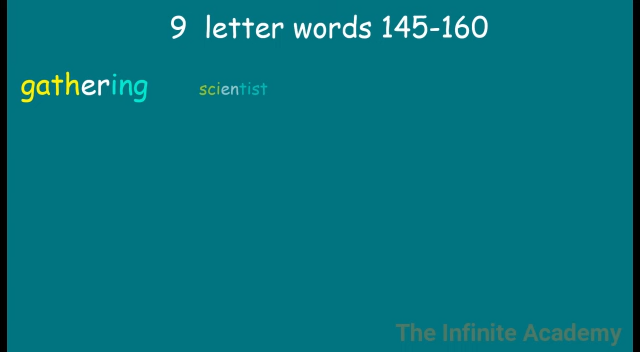 9 letter words 145-160
gathering scientist
The Infinite Academy